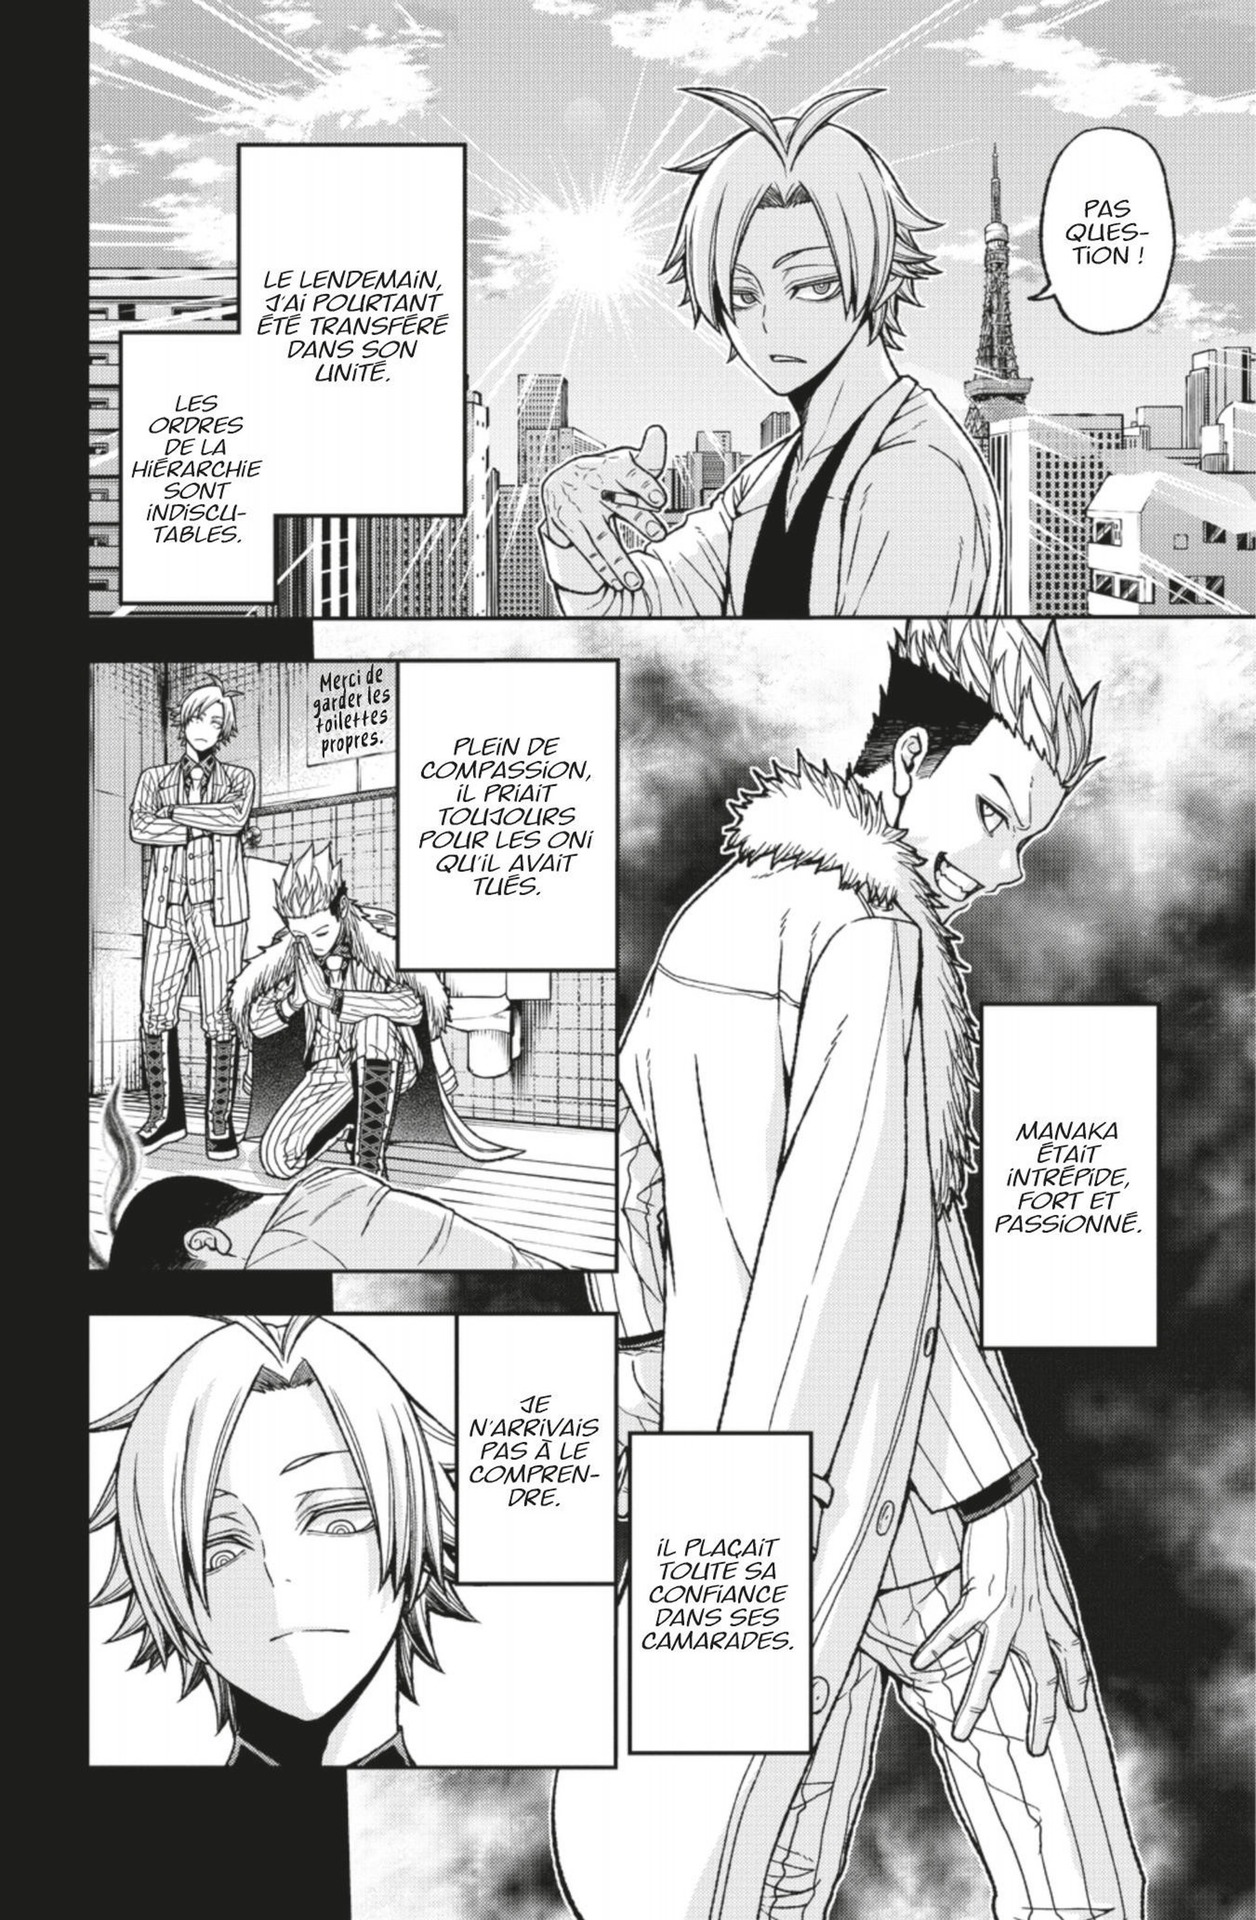 PAS
QUES-
TION !
LE LENDEMAIN,
J'AI POURTANT
ÉTÉ TRANSFÉRÉ
DANS SON
UNITÉ.
LES
ORDRES
DE LA
HIÉRARCHIE
SONT
INDISCU-
TABLES.
MANAKA
ÉTAIT
INTRÉPIDE,
FORT ET
PASSIONNÉ.
Merci de
garder les
toilettes
propres.
PLEIN DE
COMPASSION,
IL PRIAIT
TOUJOURS
POUR LES ONI
QU'IL AVAIT
TUÉS.
IL PLAÇAIT
TOUTE SA
CONFIANCE
DANS SES
CAMARADES.
JE
N'ARRIVAIS
PAS À LE
COMPREN-
DRE.